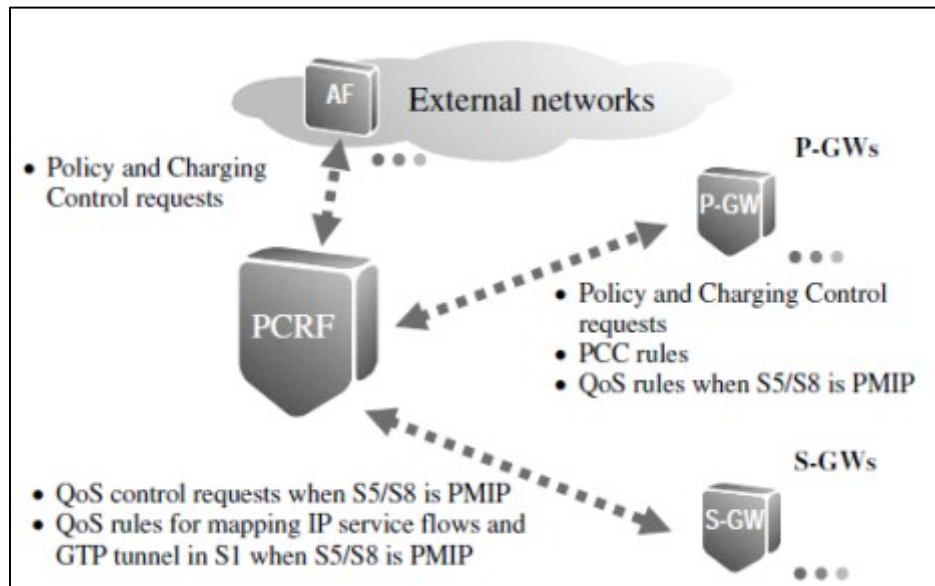 AF
External networks
• Policy and Charging
Control requests
P-GWs
P-GW
PCRF
• Policy and Charging Control
requests
• PCC rules
• QoS rules when S5/S8 is PMIP
S-GWs
• QoS control requests when S5/S8 is PMIP
• QoS rules for mapping IP service flows and
GTP tunnel in S1 when S5/S8 is PMIP
S-GW